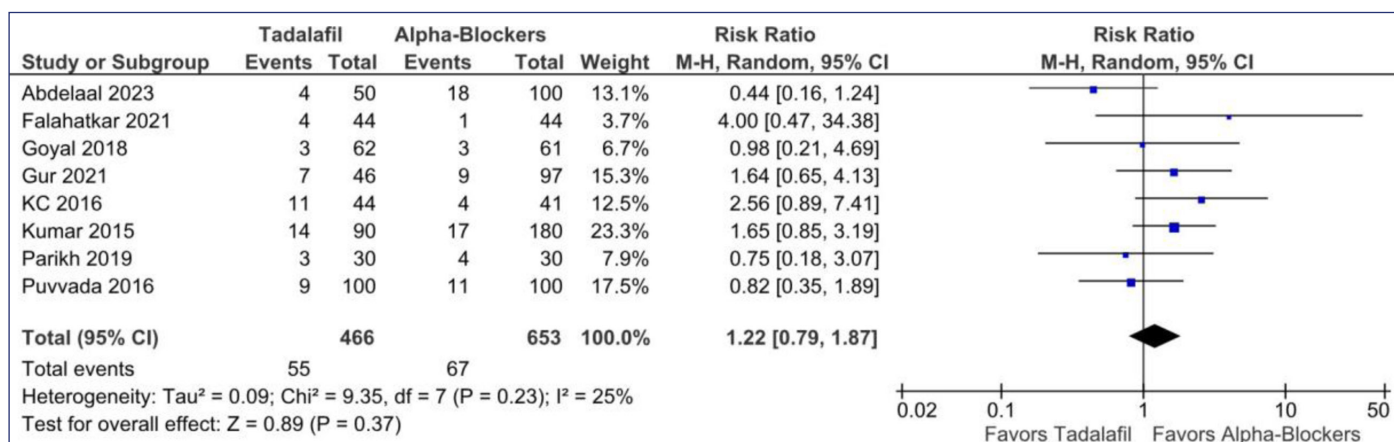 Tadalafil Alpha-Blockers Risk Ratio Risk Ratio
Study or Subgroup Events Total Events Total Weight M-H, Random, 95% CI M-H, Random, 95% CI
Abdelaal 2023 4 50 18 100 13.1% 0.44 [0.16, 1.24]
Falahatkar 2021 4 44 1 44 3.7% 4.00 [0.47, 34.38]
Goyal 2018 3 62 3 61 6.7% 0.98 [0.21, 4.69]
Gur 2021 7 46 9 97 15.3% 1.64 [0.65, 4.13]
KC 2016 11 44 4 41 12.5% 2.56 [0.89, 7.41]
Kumar 2015 14 90 17 180 23.3% 1.65 [0.85, 3.19]
Parikh 2019 3 30 4 30 7.9% 0.75 [0.18, 3.07]
Puvvada 2016 9 100 11 100 17.5% 0.82 [0.35, 1.89]
Total (95% CI) 466 653 100.0% 1.22 [0.79, 1.87]
Total events 55 67
Heterogeneity: Tau² = 0.09; Chi² = 9.35, df = 7 (P = 0.23); I² = 25%
Test for overall effect: Z = 0.89 (P = 0.37)
0.02 0.1 1 10 50
Favors Tadalafil Favors Alpha-Blockers